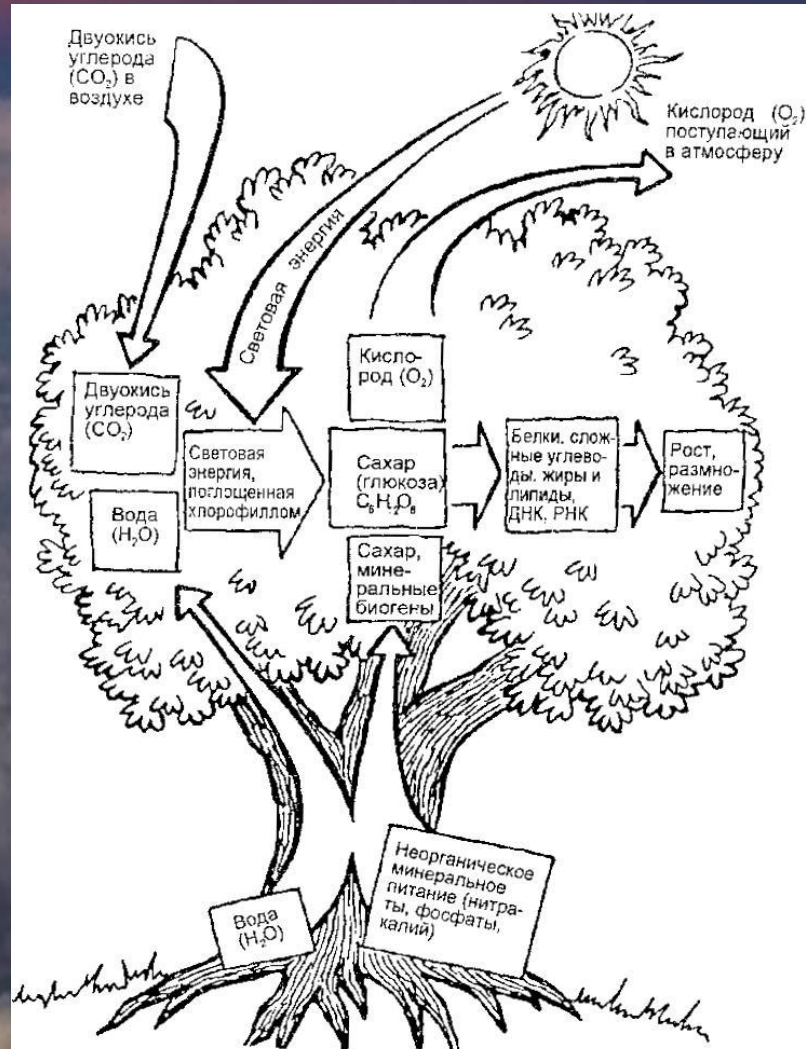 Двуокись
углерода
(CO₂) в
воздухе
Кислород (O₂)
поступающий
в атмосферу
Световая энергия
Двуокись
углерода
(CO₂)
Вода
(H₂O)
Световая
энергия,
поглощенная
хлорофиллом
Кисло-
род (O₂)
Сахар
(глюкоза)
C₆H₁₂O₆
Сахар,
мине-
ральные
биогены
Белки, слож-
ные углево-
ды, жиры и
липиды,
ДНК, РНК
Рост,
размно-
жение
Вода
(H₂O)
Неорганическое
минеральное
питание (нитра-
ты, фосфаты,
калий)